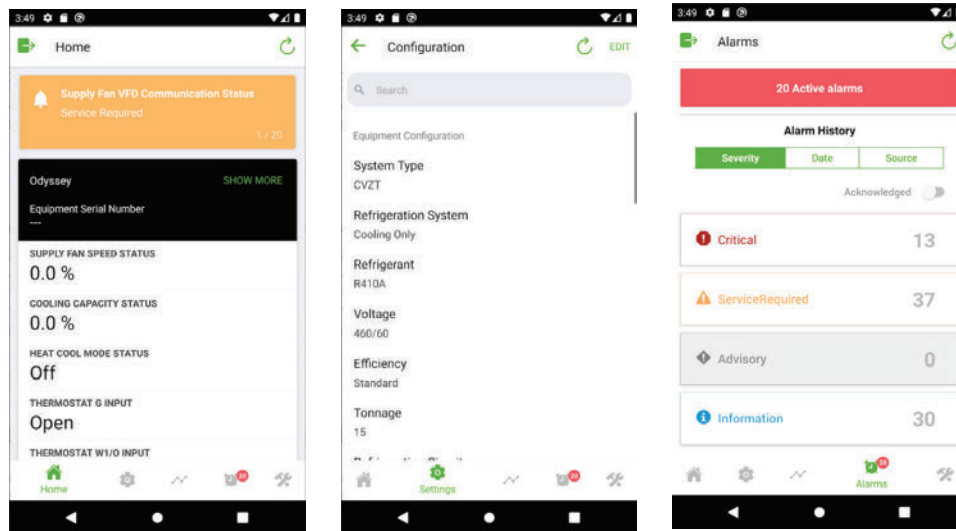 3:49
Home
Supply Fan VFD Communication Status
Service Required
1 / 20
Odyssey
SHOW MORE
Equipment Serial Number
---
SUPPLY FAN SPEED STATUS
0.0 %
COOLING CAPACITY STATUS
0.0 %
HEAT COOL MODE STATUS
Off
THERMOSTAT G INPUT
Open
THERMOSTAT W1/O INPUT
Home
20
3:49
Configuration
EDIT
Search
Equipment Configuration
System Type
CVZT
Refrigeration System
Cooling Only
Refrigerant
R410A
Voltage
460/60
Efficiency
Standard
Tonnage
15
Settings
20
3:49
Alarms
20 Active alarms
Alarm History
Severity Date Source
Acknowledged
Critical 13
ServiceRequired 37
Advisory 0
Information 30
20
Alarms